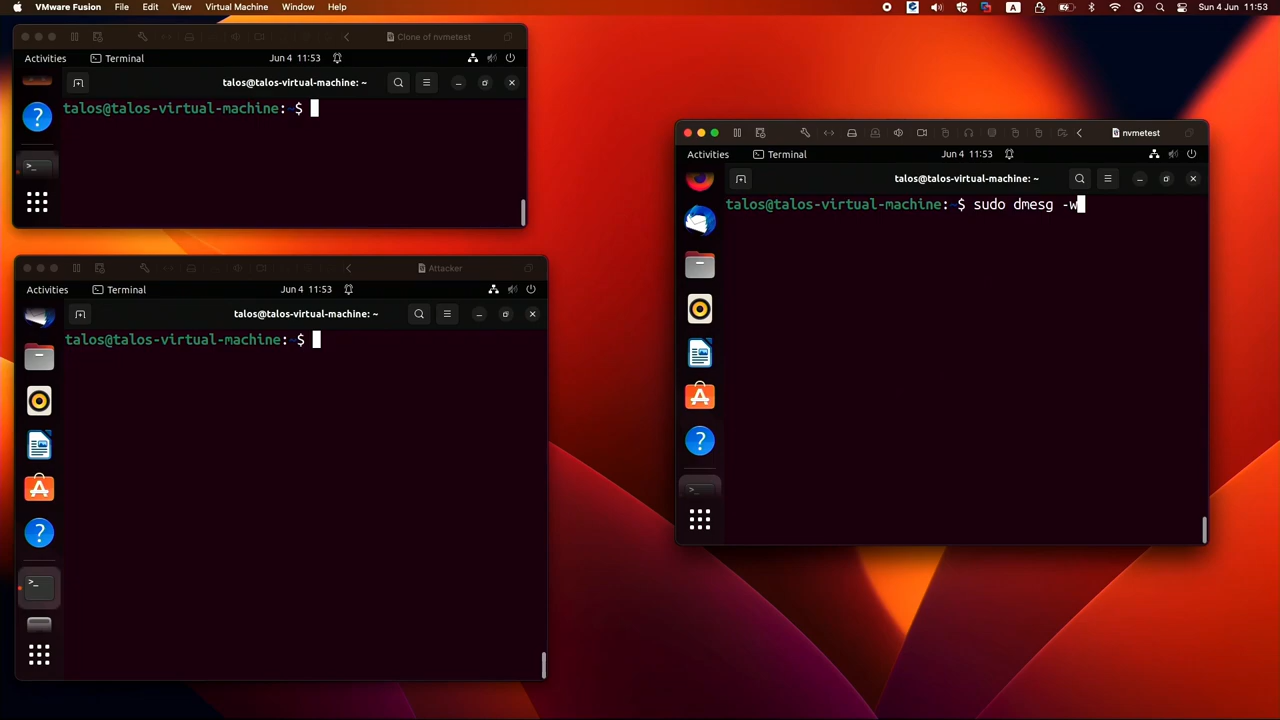 VMware Fusion File Edit View Virtual Machine Window Help
A Sun 4 Jun 11:53
Clone of nvmetest
Activities Terminal Jun 4 11:53
talos@talos-virtual-machine: ~
talos@talos-virtual-machine:~$
nvmetest
Activities Terminal Jun 4 11:53
talos@talos-virtual-machine: ~
talos@talos-virtual-machine:~$ sudo dmesg -w
Attacker
Activities Terminal Jun 4 11:53
talos@talos-virtual-machine: ~
talos@talos-virtual-machine:~$